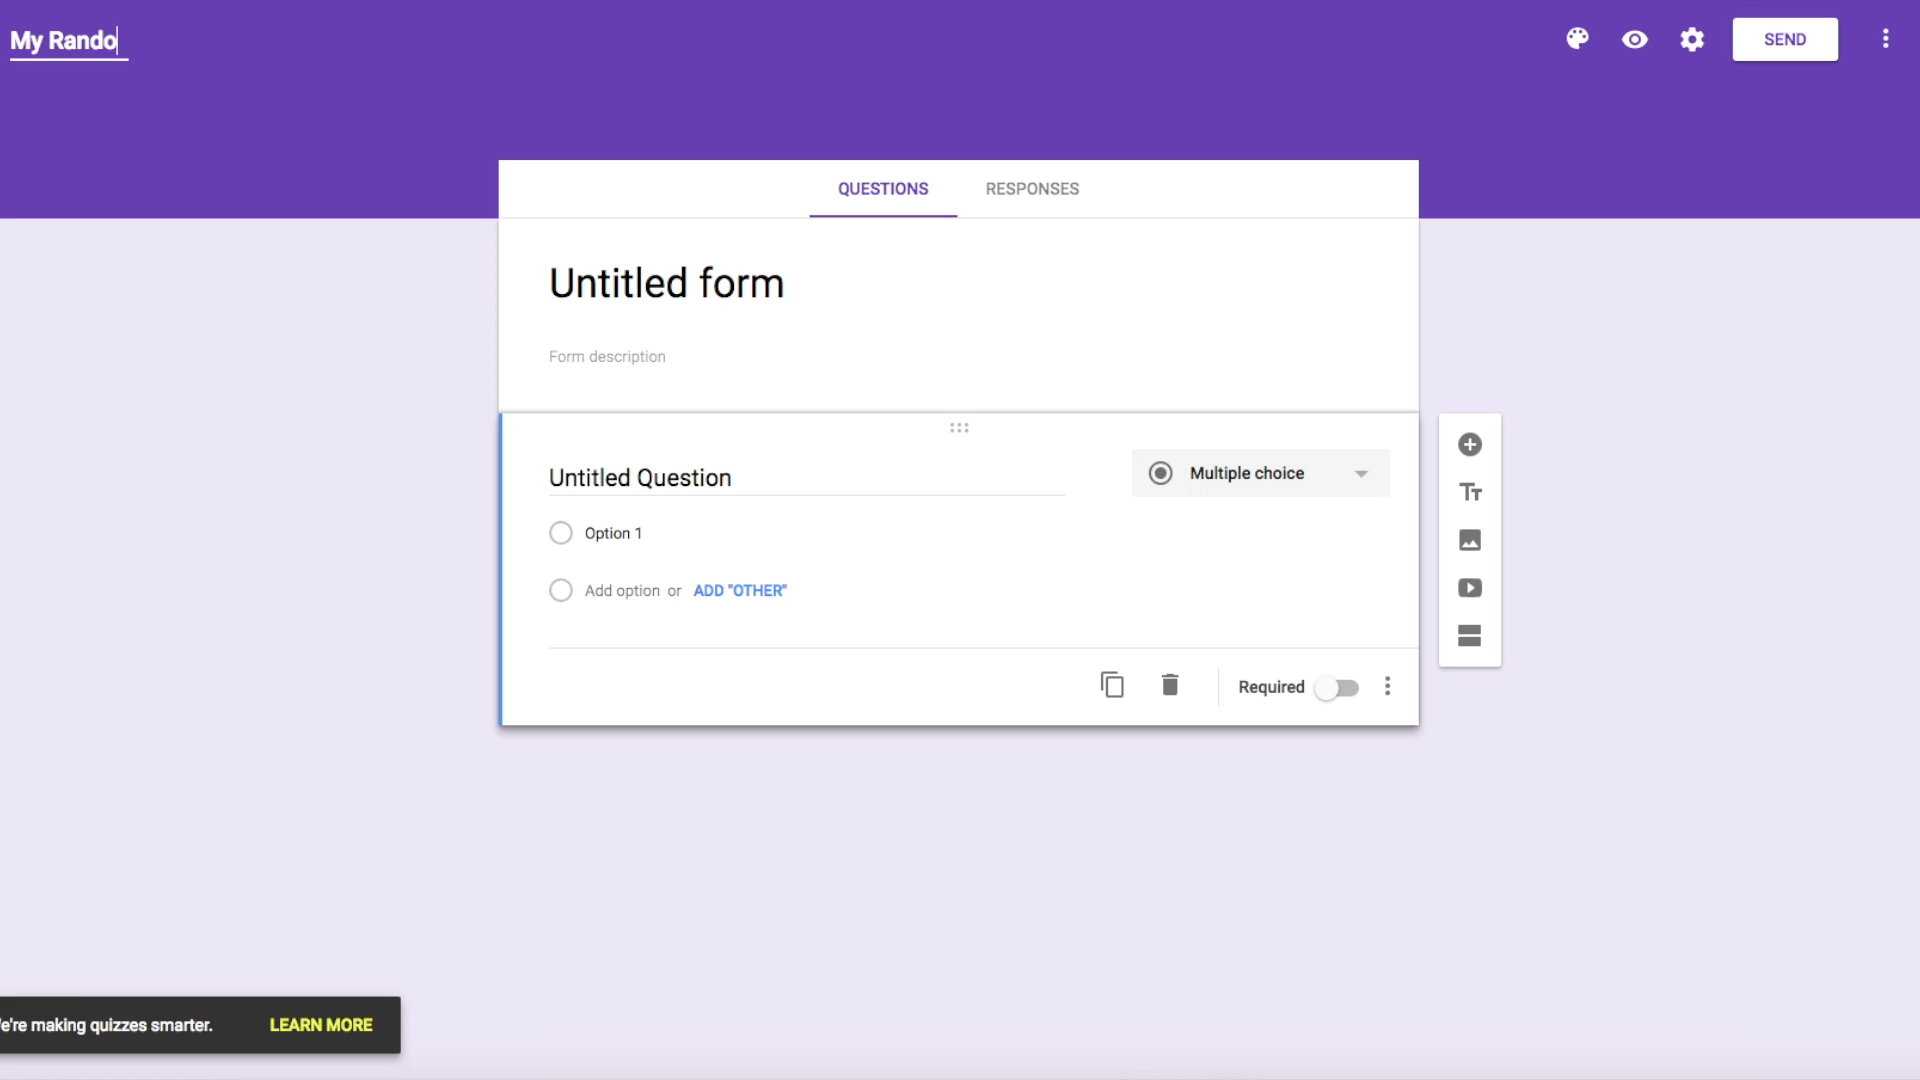 My Rando
SEND
QUESTIONS
RESPONSES
Untitled form
Form description
Untitled Question
Multiple choice
Option 1
Add option or ADD "OTHER"
Required
e're making quizzes smarter.
LEARN MORE